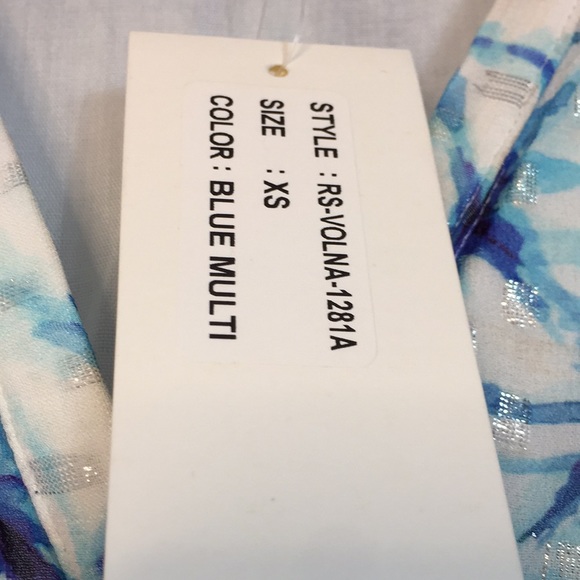 STYLE : RS-VOLNA-1281A
SIZE : XS
COLOR : BLUE MULTI